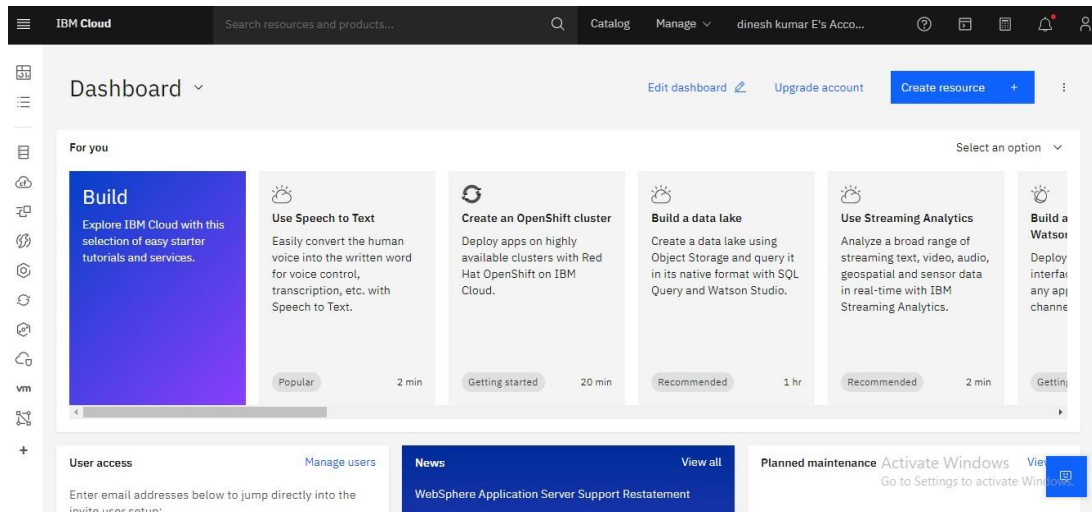 IBM Cloud
Search resources and products...
Catalog
Manage
dinesh kumar E's Acco...
Dashboard
Edit dashboard
Upgrade account
Create resource +
For you
Select an option
Build
Explore IBM Cloud with this
selection of easy starter
tutorials and services.
Use Speech to Text
Easily convert the human
voice into the written word
for voice control,
transcription, etc. with
Speech to Text.
Popular
2 min
Create an OpenShift cluster
Deploy apps on highly
available clusters with Red
Hat OpenShift on IBM
Cloud.
Getting started
20 min
Build a data lake
Create a data lake using
Object Storage and query it
in its native format with SQL
Query and Watson Studio.
Recommended
1 hr
Use Streaming Analytics
Analyze a broad range of
streaming text, video, audio,
geospatial and sensor data
in real-time with IBM
Streaming Analytics.
Recommended
2 min
Build a
Deploy
vm
User access
Manage users
Enter email addresses below to jump directly into the
invite user setup:
News
View all
WebSphere Application Server Support Restatement
Planned maintenance
Activate Windows
Go to Settings to activate Windows.